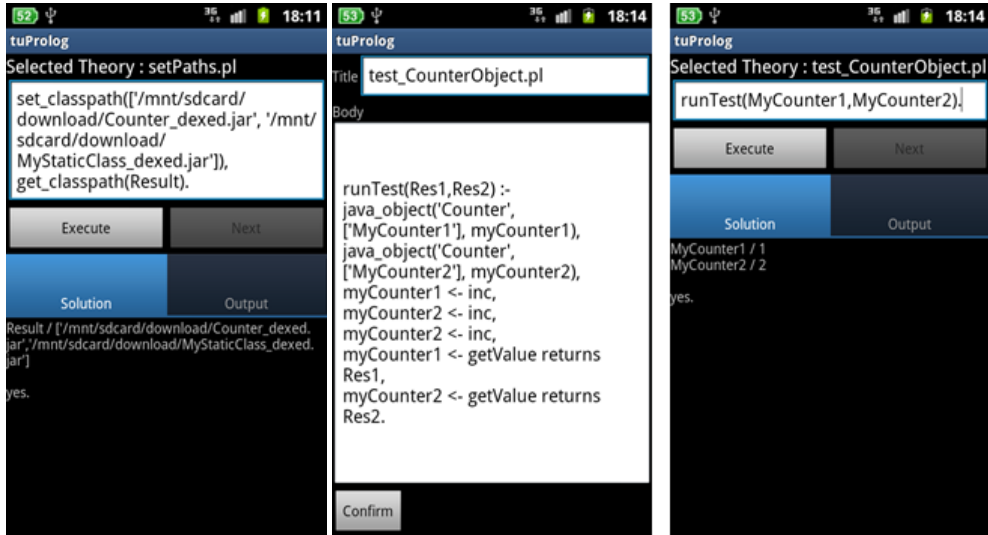 52 3G 18:11
tuProlog
Selected Theory : setPaths.pl
set_classpath(['/mnt/sdcard/
download/Counter_dexed.jar', '/mnt/
sdcard/download/
MyStaticClass_dexed.jar']),
get_classpath(Result).
Execute Next
Solution Output
Result / ['/mnt/sdcard/download/Counter_dexed.
jar','/mnt/sdcard/download/MyStaticClass_dexed.
jar']
yes.
53 3G 18:14
tuProlog
Title test_CounterObject.pl
Body
runTest(Res1,Res2) :-
java_object('Counter',
['MyCounter1'], myCounter1),
java_object('Counter',
['MyCounter2'], myCounter2),
myCounter1 <- inc,
myCounter2 <- inc,
myCounter2 <- inc,
myCounter1 <- getValue returns
Res1,
myCounter2 <- getValue returns
Res2.
Confirm
53 3G 18:14
tuProlog
Selected Theory : test_CounterObject.pl
runTest(MyCounter1,MyCounter2).
Execute Next
Solution Output
MyCounter1 / 1
MyCounter2 / 2
yes.